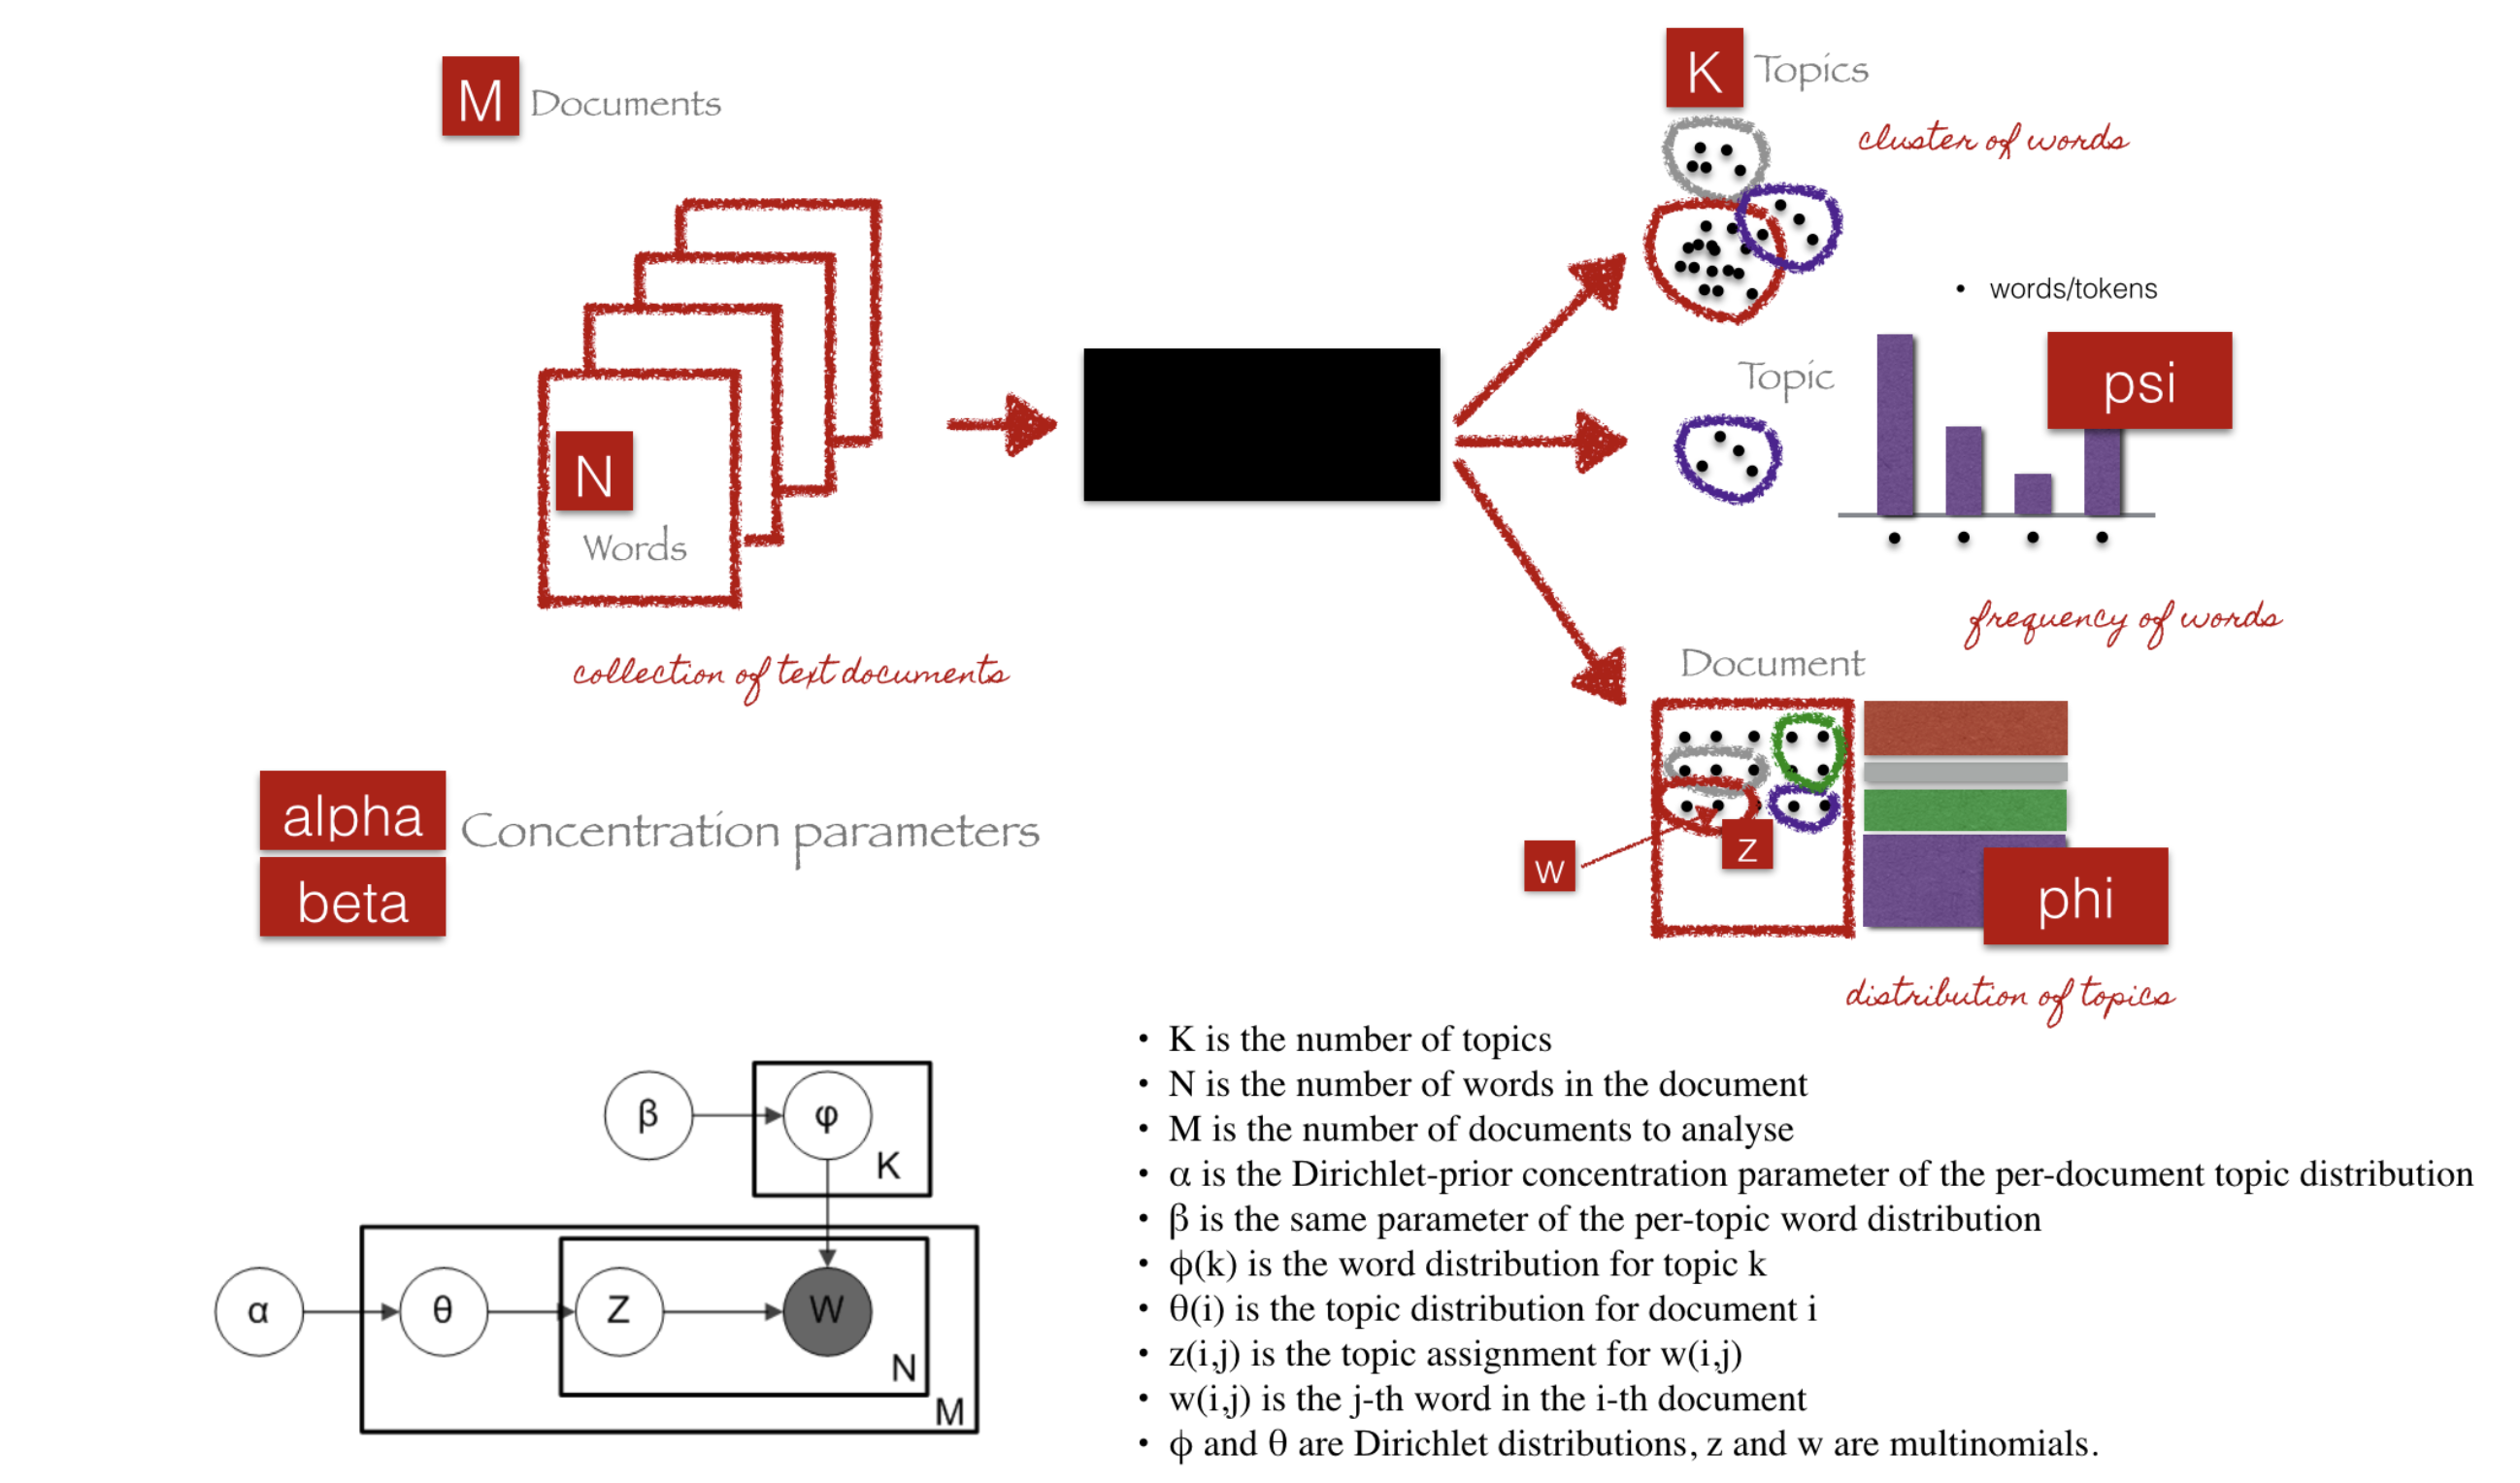 M Documents
K Topics
cluster of words
• words/tokens
Topic
psi
N
Words
frequency of words
collection of text documents
Document
alpha
Concentration parameters
beta
w
z
phi
distribution of topics
β
φ
K
α
θ
Z
W
N
M
• K is the number of topics
• N is the number of words in the document
• M is the number of documents to analyse
• α is the Dirichlet-prior concentration parameter of the per-document topic distribution
• β is the same parameter of the per-topic word distribution
• ϕ(k) is the word distribution for topic k
• θ(i) is the topic distribution for document i
• z(i,j) is the topic assignment for w(i,j)
• w(i,j) is the j-th word in the i-th document
• ϕ and θ are Dirichlet distributions, z and w are multinomials.